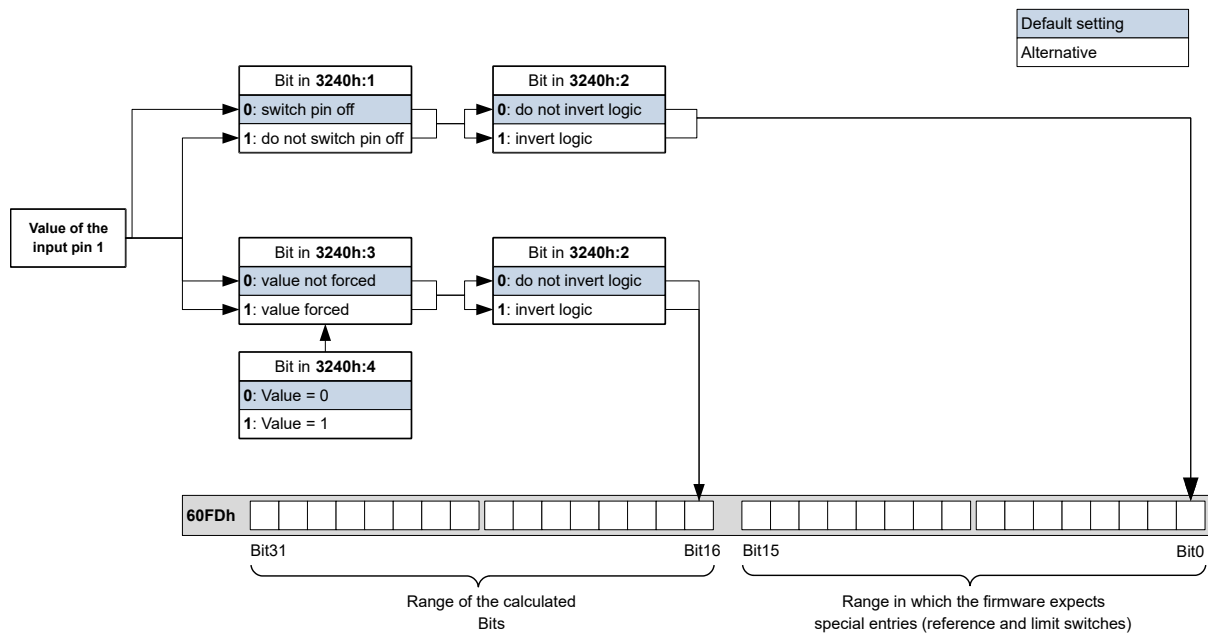 Default setting
Alternative
Bit in 3240h:1
0: switch pin off
1: do not switch pin off
Bit in 3240h:2
0: do not invert logic
1: invert logic
Value of the
input pin 1
Bit in 3240h:3
0: value not forced
1: value forced
Bit in 3240h:2
0: do not invert logic
1: invert logic
Bit in 3240h:4
0: Value = 0
1: Value = 1
60FDh
Bit31
Bit16
Bit15
Bit0
Range of the calculated
Bits
Range in which the firmware expects
special entries (reference and limit switches)